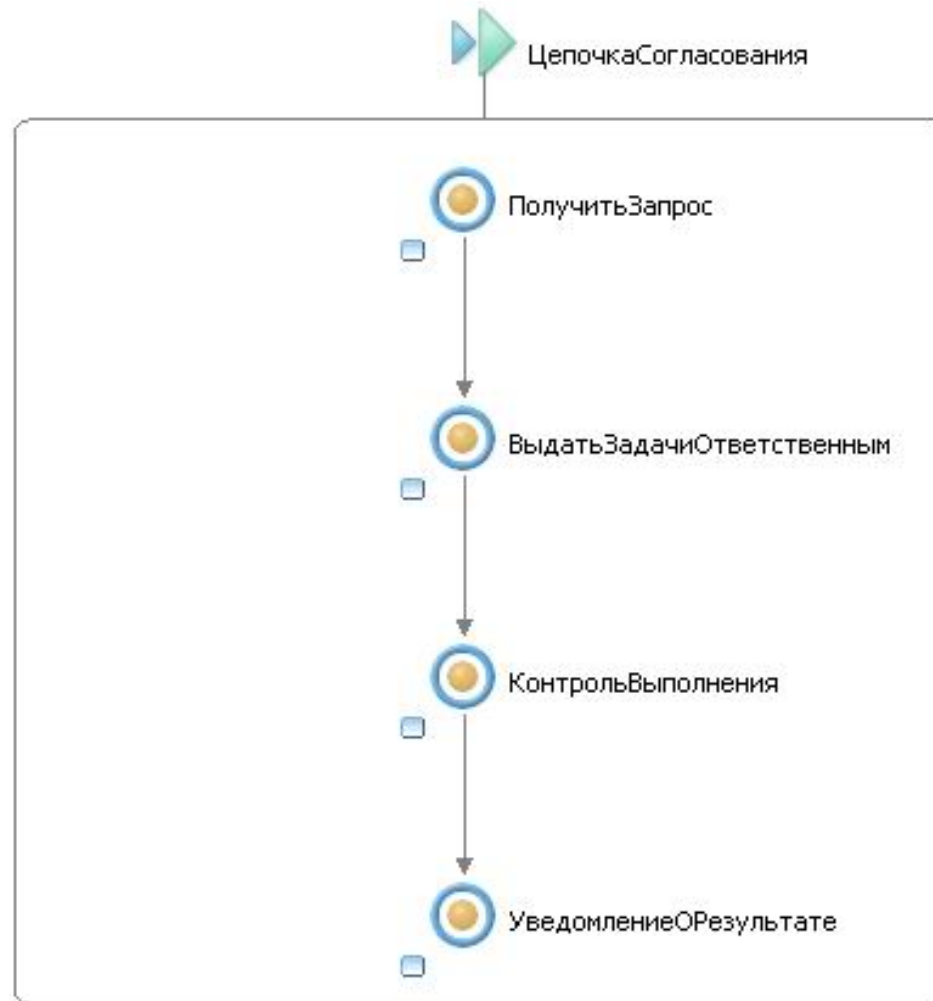 ЦепочкаСогласования
ПолучитьЗапрос
ВыдатьЗадачиОтветственным
КонтрольВыполнения
УведомлениеОРезультате